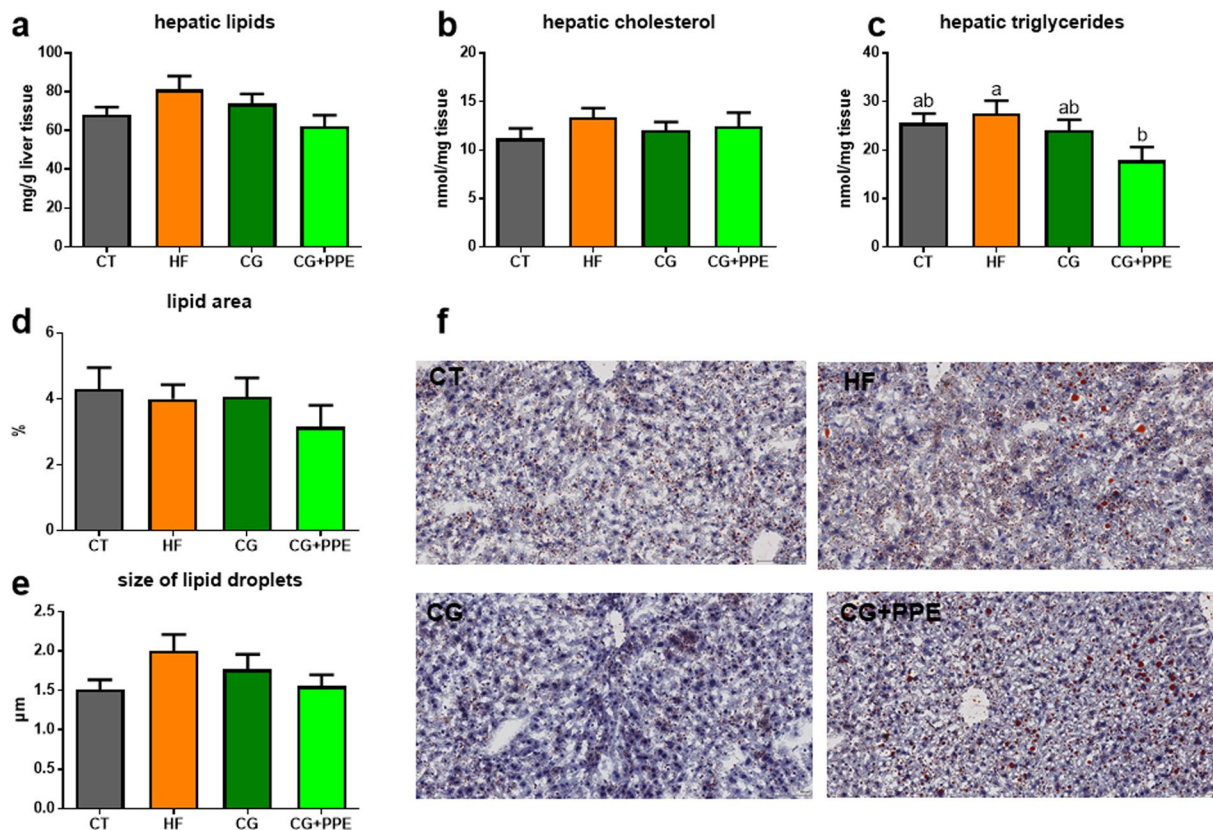 a
hepatic lipids
mg/g liver tissue
100
80
60
40
20
0
CT HF CG CG+PPE
b
hepatic cholesterol
nmol/mg tissue
20
15
10
5
0
CT HF CG CG+PPE
c
hepatic triglycerides
nmol/mg tissue
40
30
20
10
0
ab a ab b
CT HF CG CG+PPE
d
lipid area
%
6
4
2
0
CT HF CG CG+PPE
e
size of lipid droplets
µm
2.5
2.0
1.5
1.0
0.5
0.0
CT HF CG CG+PPE
f
CT
HF
CG
CG+PPE